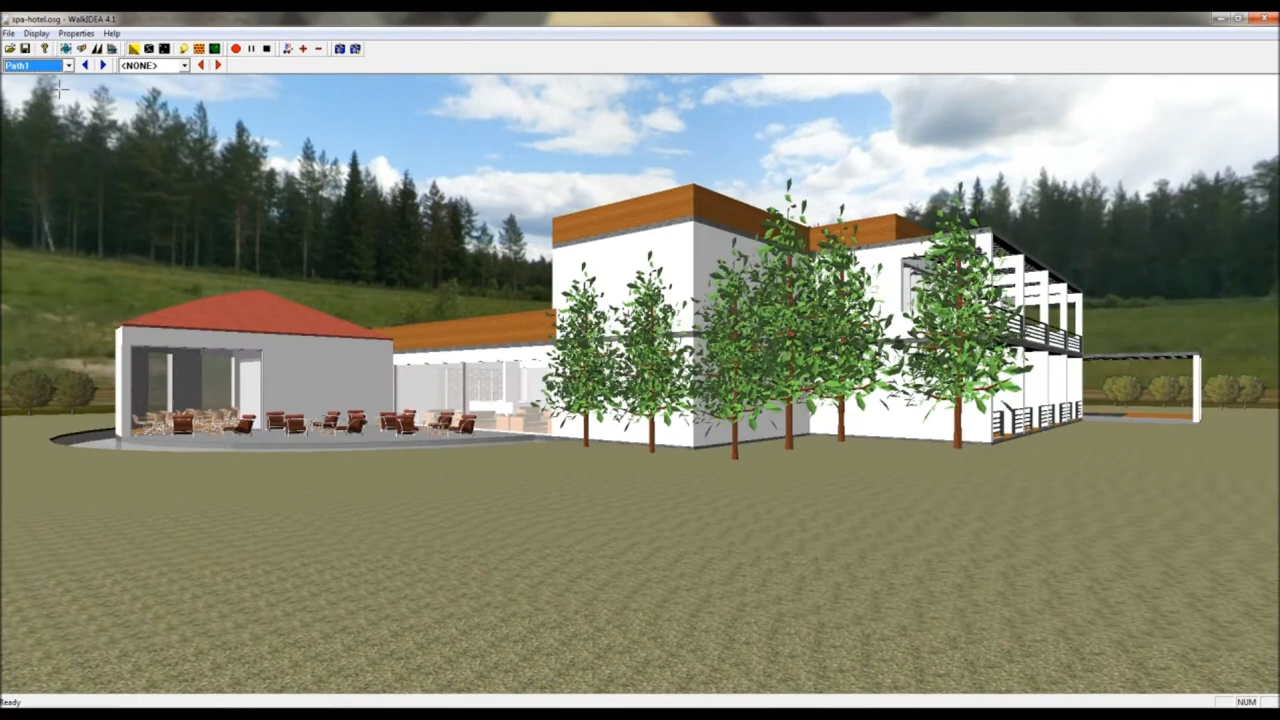 spa-hotel.osg - WalkIDEA 4.1
File Display Properties Help
Path1 <NONE>
Ready NUM